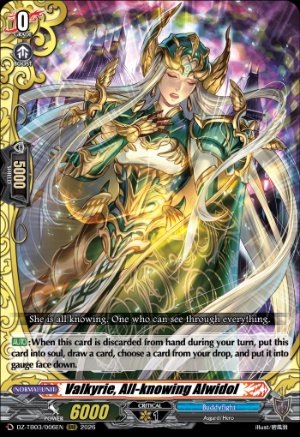 0
BOOST
5000
SHIELD
She is all knowing. One who can see through everything.
AUTO:When this card is discarded from hand during your turn, put this
card into soul, draw a card, choose a card from your drop, and put it into
gauge face down.
NORMAL UNIT
Valkyrie, All-knowing Alwidol
POWER 6000
CRITICAL
1
Buddyfight
Asgard/Hero
DZ-TB03/006EN RRR 2026